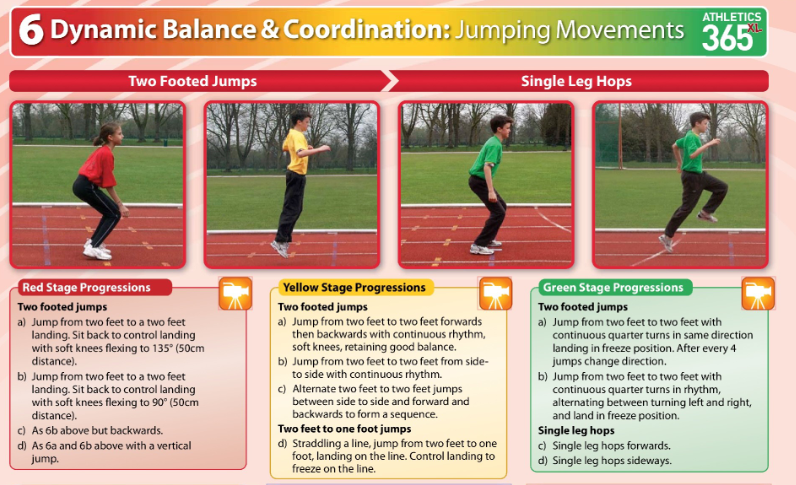 6 Dynamic Balance & Coordination: Jumping Movements
ATHLETICS
365XL
Two Footed Jumps
Single Leg Hops
Red Stage Progressions
Two footed jumps
a) Jump from two feet to a two feet
landing. Sit back to control landing
with soft knees flexing to 135° (50cm
distance).
b) Jump from two feet to a two feet
landing. Sit back to control landing
with soft knees flexing to 90° (50cm
distance).
c) As 6b above but backwards.
d) As 6a and 6b above with a vertical
jump.
Yellow Stage Progressions
Two footed jumps
a) Jump from two feet to two feet forwards
then backwards with continuous rhythm,
soft knees, retaining good balance.
b) Jump from two feet to two feet from side-
to side with continuous rhythm.
c) Alternate two feet to two feet jumps
between side to side and forward and
backwards to form a sequence.
Two feet to one foot jumps
d) Straddling a line, jump from two feet to one
foot, landing on the line. Control landing to
freeze on the line.
Green Stage Progressions
Two footed jumps
a) Jump from two feet to two feet with
continuous quarter turns in same direction
landing in freeze position. After every 4
jumps change direction.
b) Jump from two feet to two feet with
continuous quarter turns in rhythm,
alternating between turning left and right,
and land in freeze position.
Single leg hops
c) Single leg hops forwards.
d) Single leg hops sideways.